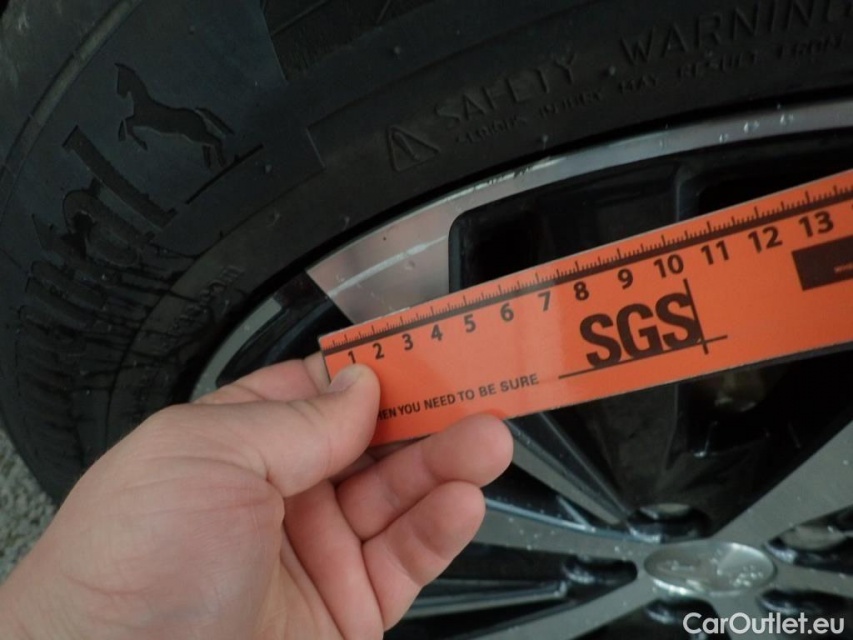 SAFETY WARNING
1 2 3 4 5 6 7 8 9 10 11 12 13
SGS
EN YOU NEED TO BE SURE
CarOutlet.eu